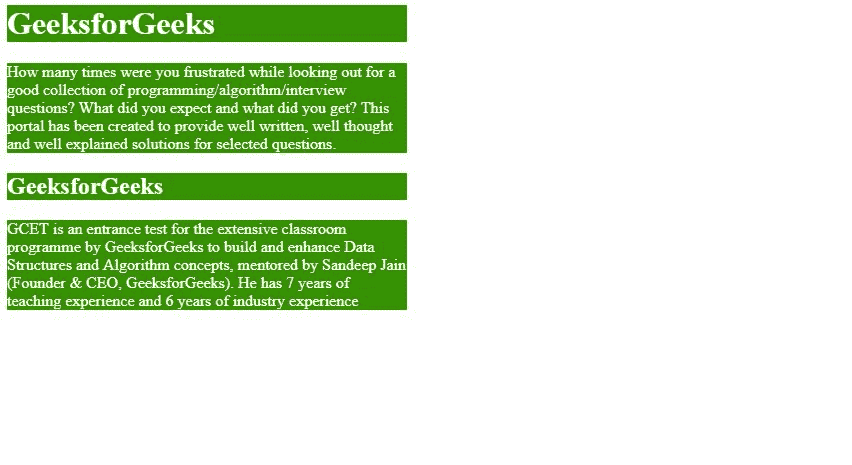 GeeksforGeeks
How many times were you frustrated while looking out for a
good collection of programming/algorithm/interview
questions? What did you expect and what did you get? This
portal has been created to provide well written, well thought
and well explained solutions for selected questions.
GeeksforGeeks
GCET is an entrance test for the extensive classroom
programme by GeeksforGeeks to build and enhance Data
Structures and Algorithm concepts, mentored by Sandeep Jain
(Founder & CEO, GeeksforGeeks). He has 7 years of
teaching experience and 6 years of industry experience